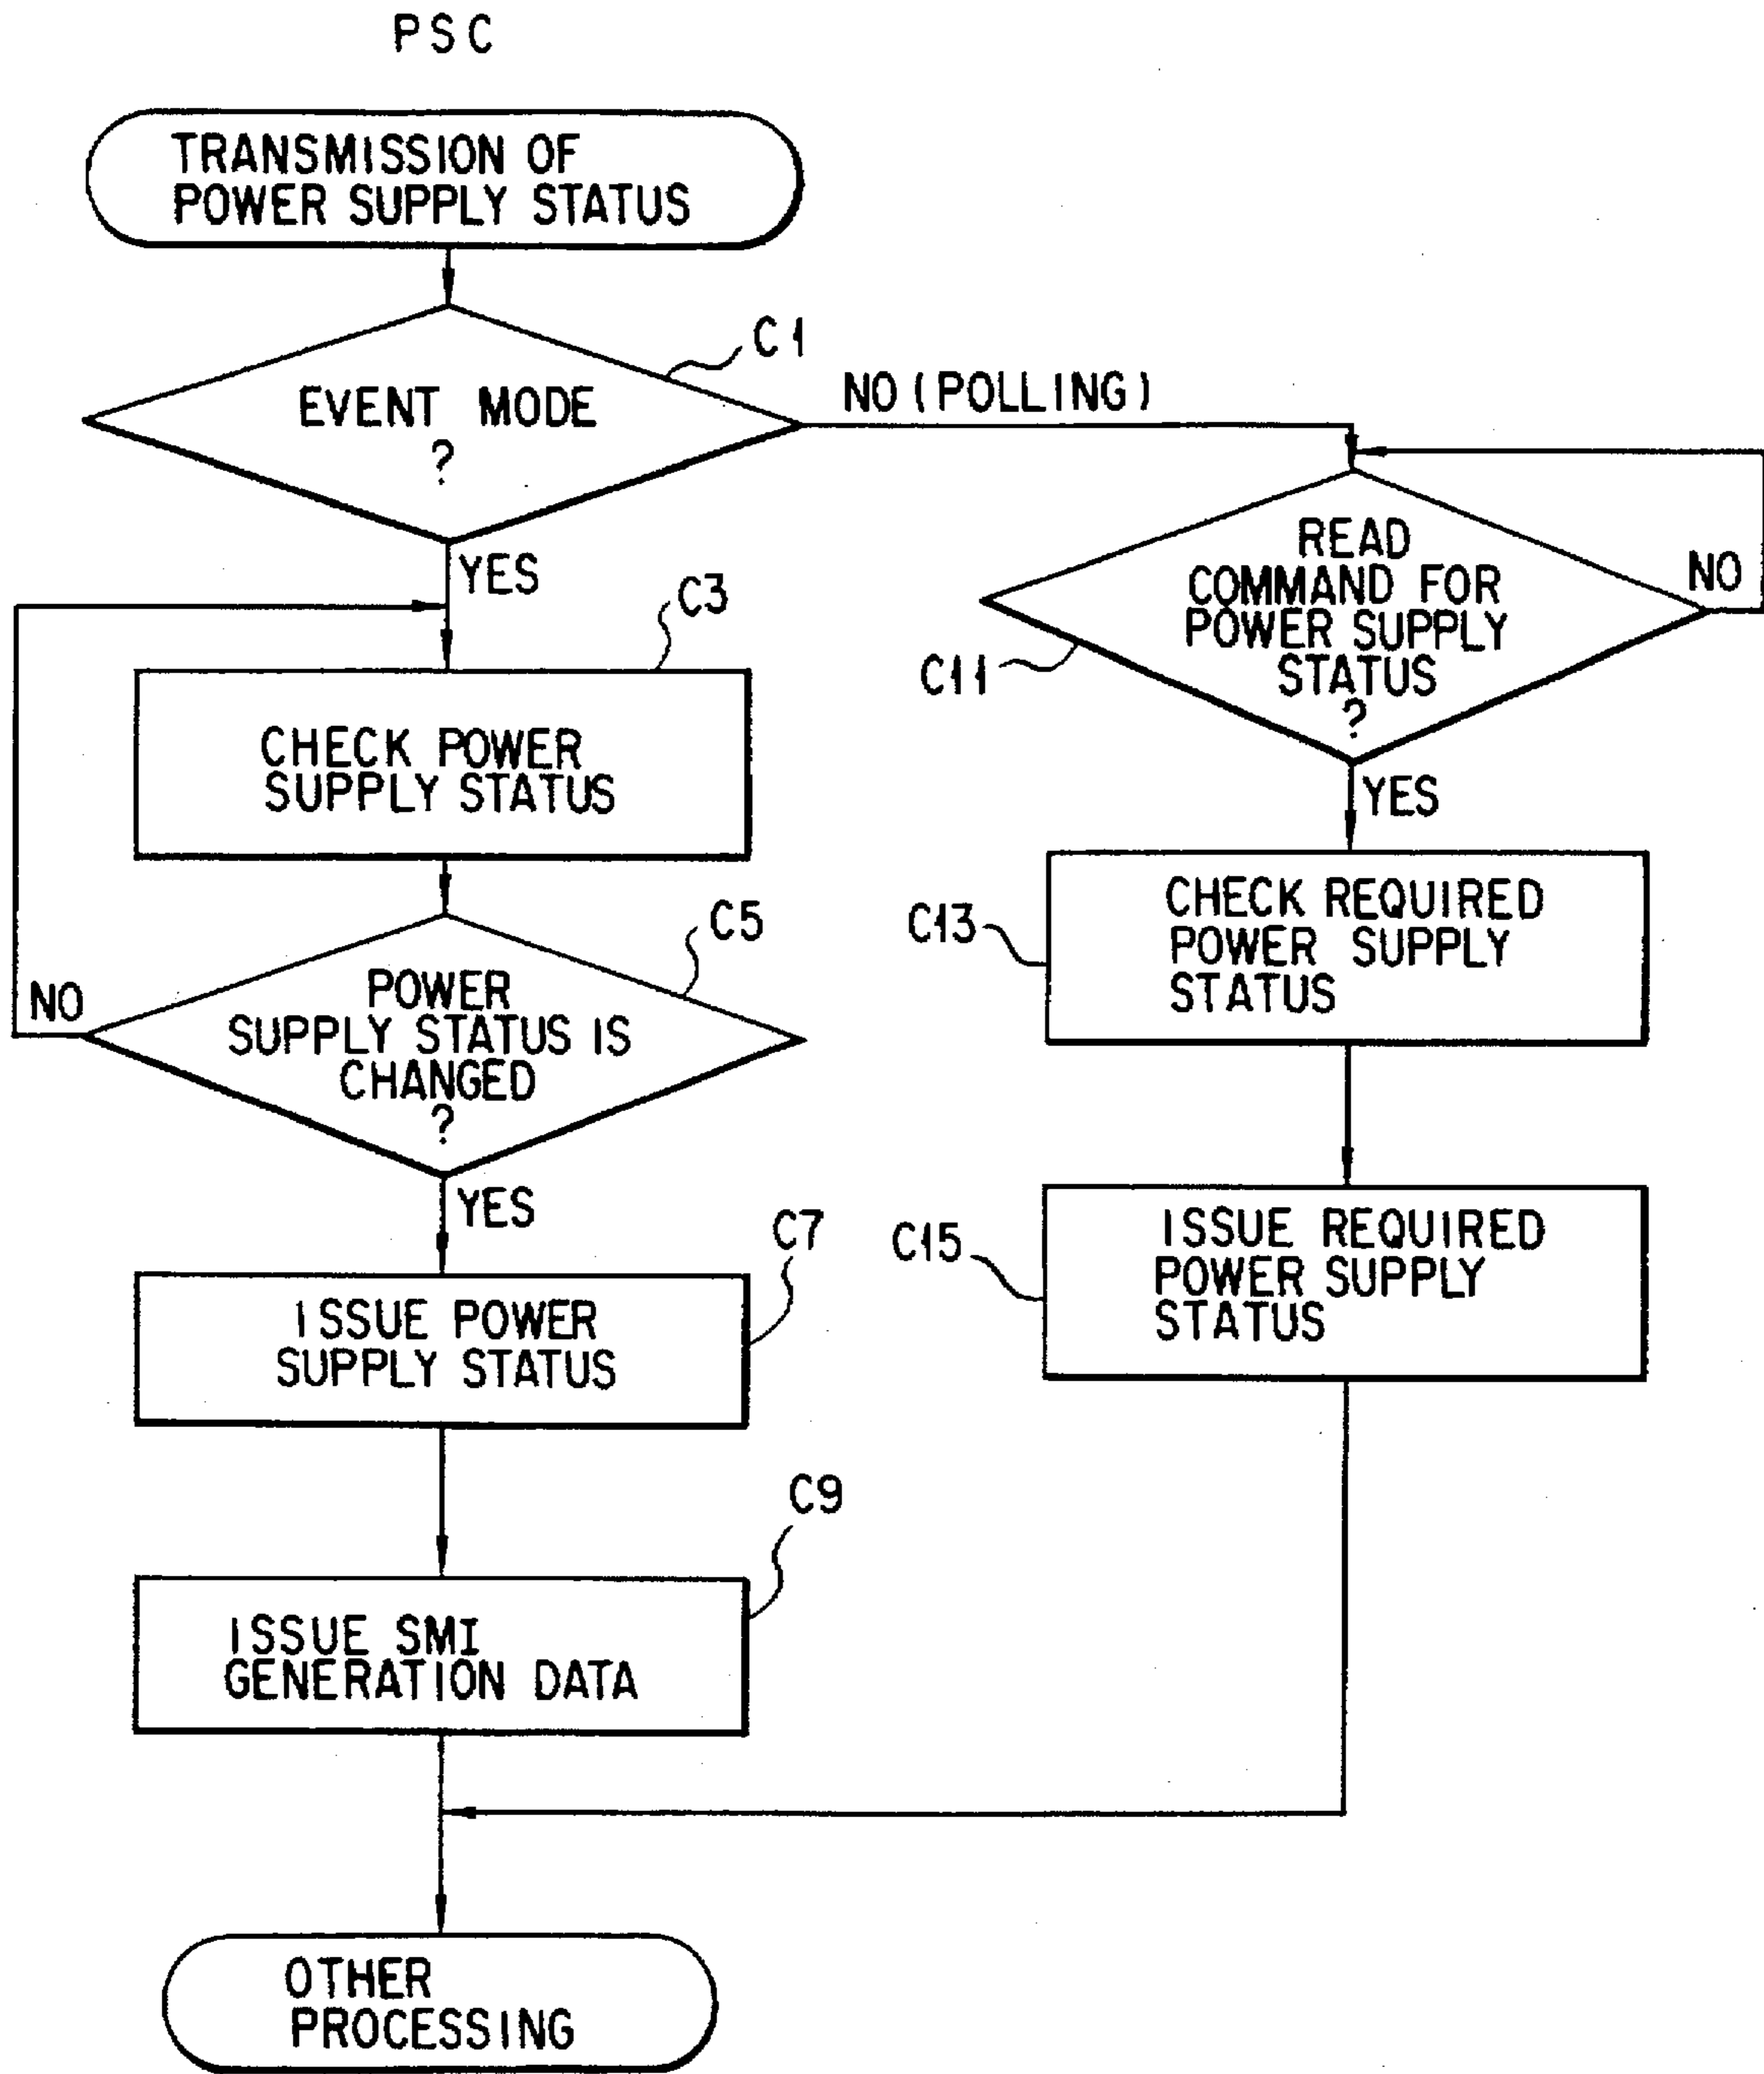 PSC
TRANSMISSION OF
POWER SUPPLY STATUS
C1
EVENT MODE
?
NO (POLLING)
YES
C3
CHECK POWER
SUPPLY STATUS
C5
POWER
SUPPLY STATUS IS
CHANGED
?
NO
YES
C7
ISSUE POWER
SUPPLY STATUS
C9
ISSUE SMI
GENERATION DATA
READ
COMMAND FOR
POWER SUPPLY
STATUS
?
NO
C11
YES
C13
CHECK REQUIRED
POWER SUPPLY
STATUS
C15
ISSUE REQUIRED
POWER SUPPLY
STATUS
OTHER
PROCESSING